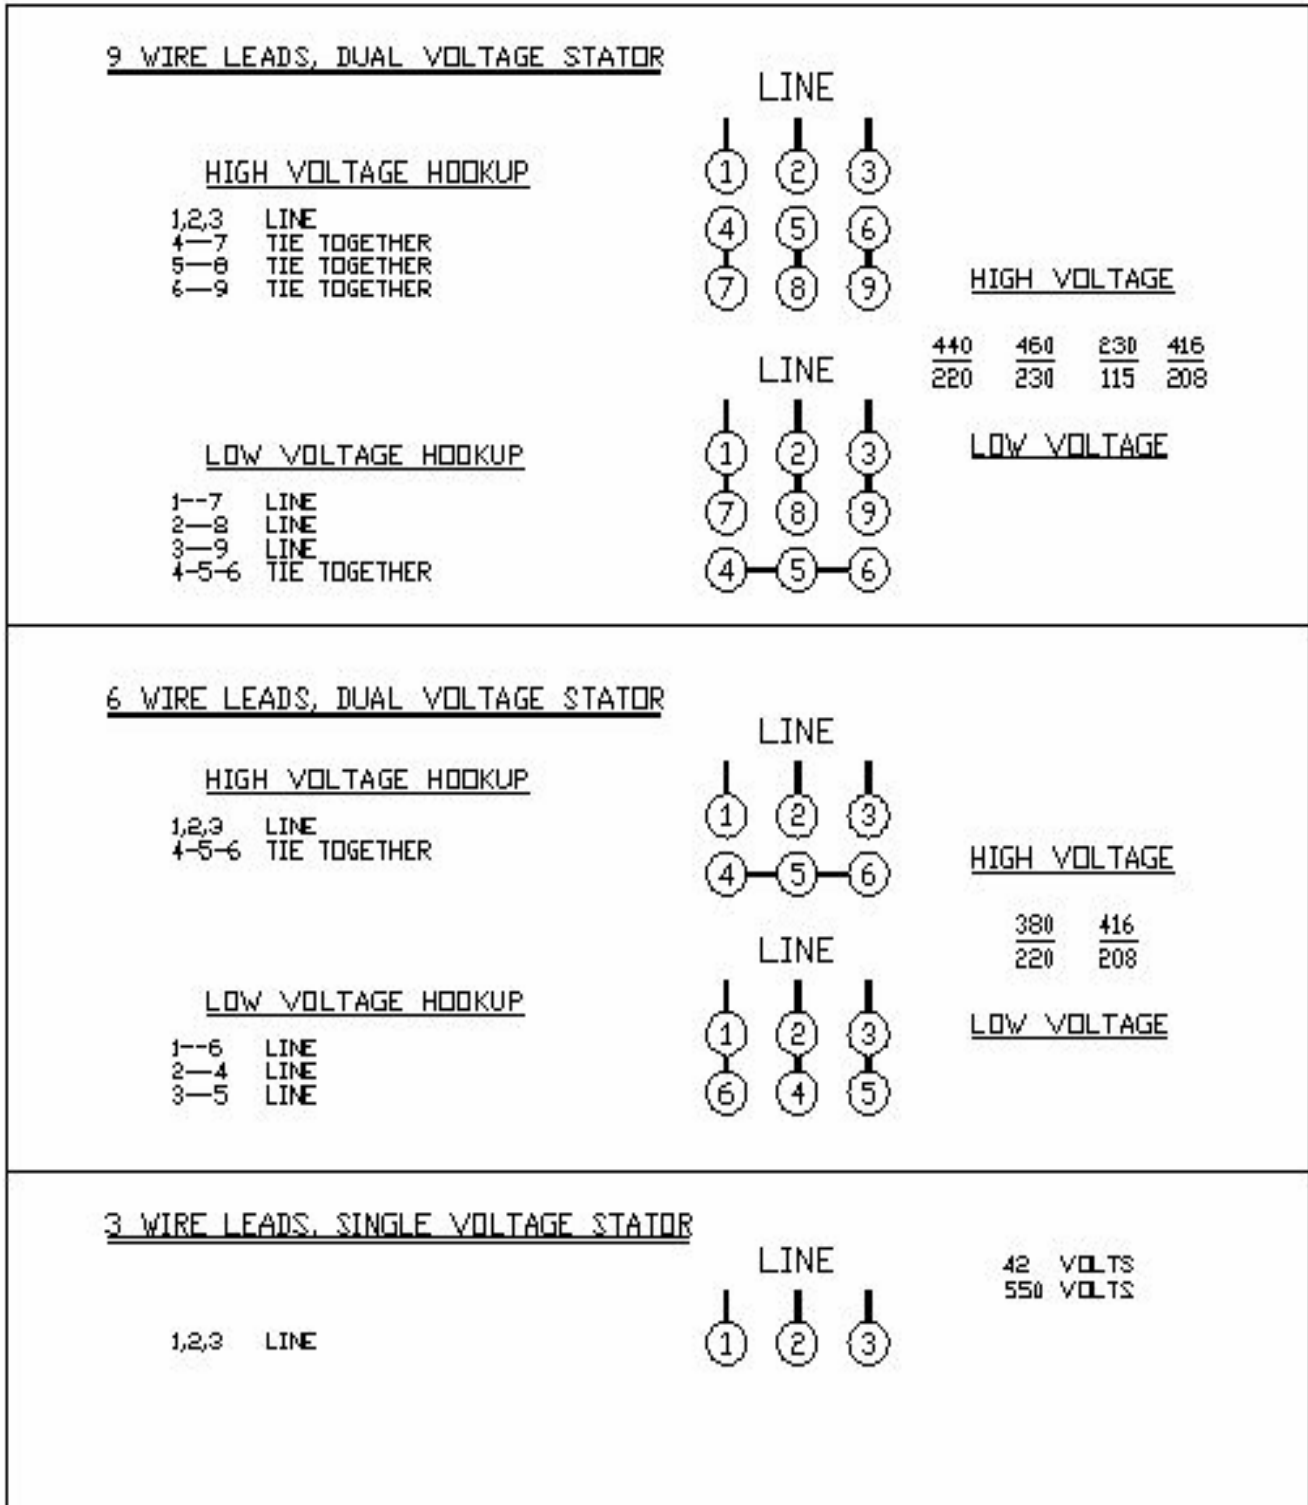 9 WIRE LEADS, DUAL VOLTAGE STATOR
LINE
1 2 3
HIGH VOLTAGE HOOKUP
1,2,3 LINE
4--7 TIE TOGETHER
5--8 TIE TOGETHER
6--9 TIE TOGETHER
4 5 6
7 8 9
HIGH VOLTAGE
440 460 230 416
220 230 115 208
LOW VOLTAGE
LINE
LOW VOLTAGE HOOKUP
1--7 LINE
2--8 LINE
3--9 LINE
4-5-6 TIE TOGETHER
1 2 3
7 8 9
4 5 6
6 WIRE LEADS, DUAL VOLTAGE STATOR
LINE
HIGH VOLTAGE HOOKUP
1,2,3 LINE
4-5-6 TIE TOGETHER
1 2 3
4 5 6
HIGH VOLTAGE
380 416
220 208
LOW VOLTAGE
LINE
LOW VOLTAGE HOOKUP
1--6 LINE
2--4 LINE
3--5 LINE
1 2 3
6 4 5
3 WIRE LEADS, SINGLE VOLTAGE STATOR
LINE
1,2,3 LINE
1 2 3
42 VOLTS
550 VOLTS